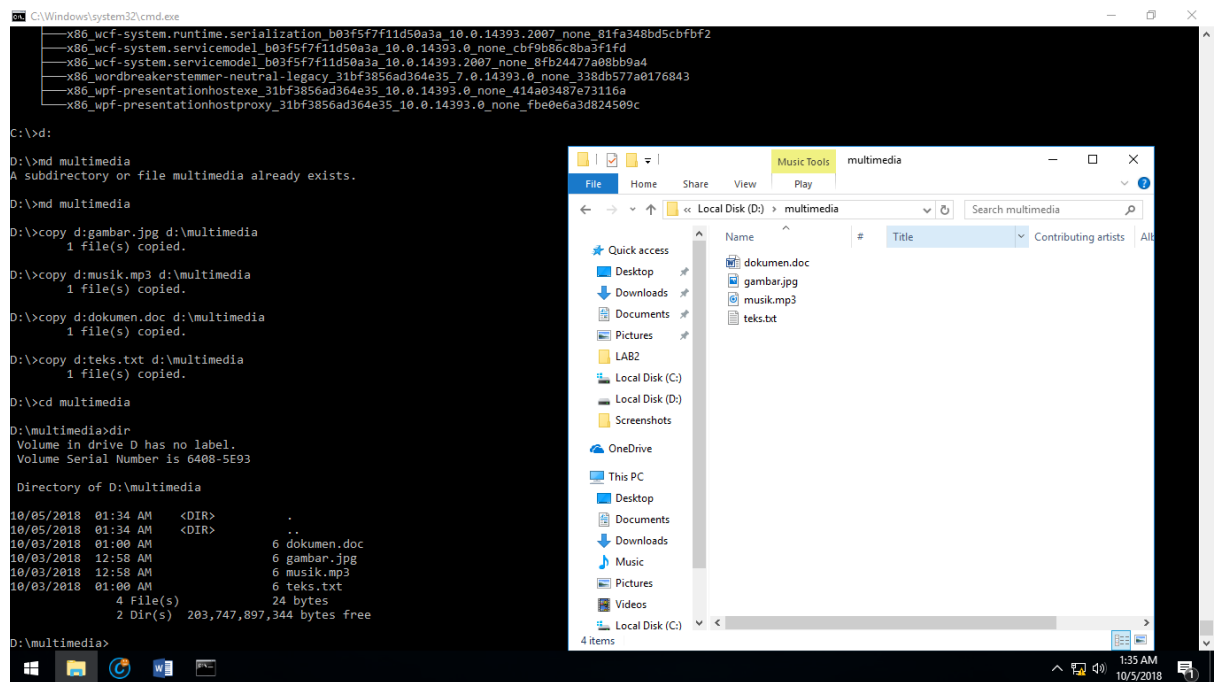 C:\Windows\system32\cmd.exe
x86_wcf-system.runtime.serialization_b03f5f7f11d50a3a_10.0.14393.2007_none_81fa348bd5cbfbf2
x86_wcf-system.servicemodel_b03f5f7f11d50a3a_10.0.14393.0_none_cbf9b86c8ba3f1fd
x86_wcf-system.servicemodel_b03f5f7f11d50a3a_10.0.14393.2007_none_8fb24477a08bb9a4
x86_wordbreakerstemmer-neutral-legacy_31bf3856ad364e35_7.0.14393.0_none_338db577a0176843
x86_wpf-presentationhostexe_31bf3856ad364e35_10.0.14393.0_none_414a03487e73116a
x86_wpf-presentationhostproxy_31bf3856ad364e35_10.0.14393.0_none_fbe0e6a3d824509c
C:\>d:
D:\>md multimedia
A subdirectory or file multimedia already exists.
D:\>md multimedia
D:\>copy d:gambar.jpg d:\multimedia
1 file(s) copied.
D:\>copy d:musik.mp3 d:\multimedia
1 file(s) copied.
D:\>copy d:dokumen.doc d:\multimedia
1 file(s) copied.
D:\>copy d:teks.txt d:\multimedia
1 file(s) copied.
D:\>cd multimedia
D:\multimedia>dir
Volume in drive D has no label.
Volume Serial Number is 6408-5E93
Directory of D:\multimedia
10/05/2018 01:34 AM <DIR> .
10/05/2018 01:34 AM <DIR> ..
10/03/2018 01:00 AM 6 dokumen.doc
10/03/2018 12:58 AM 6 gambar.jpg
10/03/2018 12:58 AM 6 musik.mp3
10/03/2018 01:00 AM 6 teks.txt
4 File(s) 24 bytes
2 Dir(s) 203,747,897,344 bytes free
D:\multimedia>
Music Tools multimedia
File Home Share View Play
« Local Disk (D:) > multimedia Search multimedia
Name # Title Contributing artists Alb
Quick access
Desktop
Downloads
Documents
Pictures
LAB2
Local Disk (C:)
Local Disk (D:)
Screenshots
OneDrive
This PC
Desktop
Documents
Downloads
Music
Pictures
Videos
Local Disk (C:)
dokumen.doc
gambar.jpg
musik.mp3
teks.txt
4 items
1:35 AM
10/5/2018
1